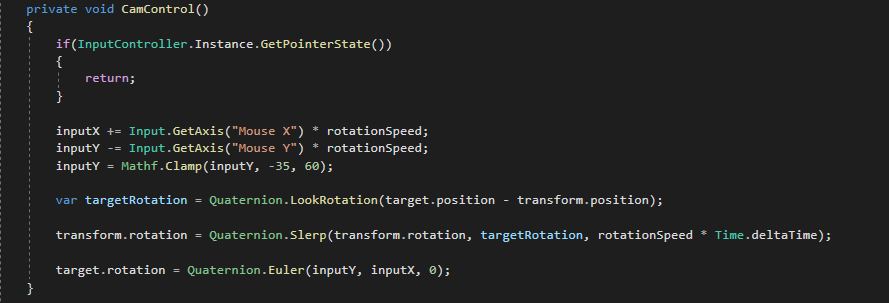 private void CamControl()
{
if(InputController.Instance.GetPointerState())
{
return;
}
inputX += Input.GetAxis("Mouse X") * rotationSpeed;
inputY -= Input.GetAxis("Mouse Y") * rotationSpeed;
inputY = Mathf.Clamp(inputY, -35, 60);
var targetRotation = Quaternion.LookRotation(target.position - transform.position);
transform.rotation = Quaternion.Slerp(transform.rotation, targetRotation, rotationSpeed * Time.deltaTime);
target.rotation = Quaternion.Euler(inputY, inputX, 0);
}